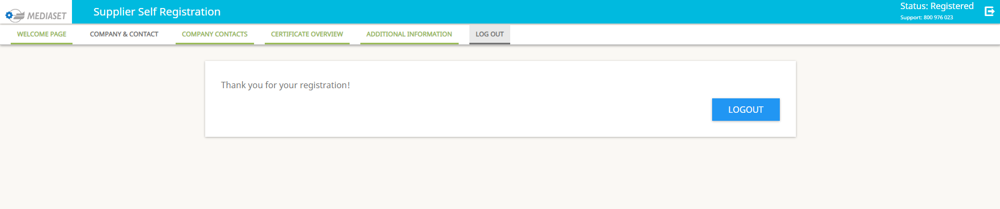 MEDIASET
Supplier Self Registration
Status: Registered
Support: 800 976 023
WELCOME PAGE
COMPANY & CONTACT
COMPANY CONTACTS
CERTIFICATE OVERVIEW
ADDITIONAL INFORMATION
LOG OUT
Thank you for your registration!
LOGOUT